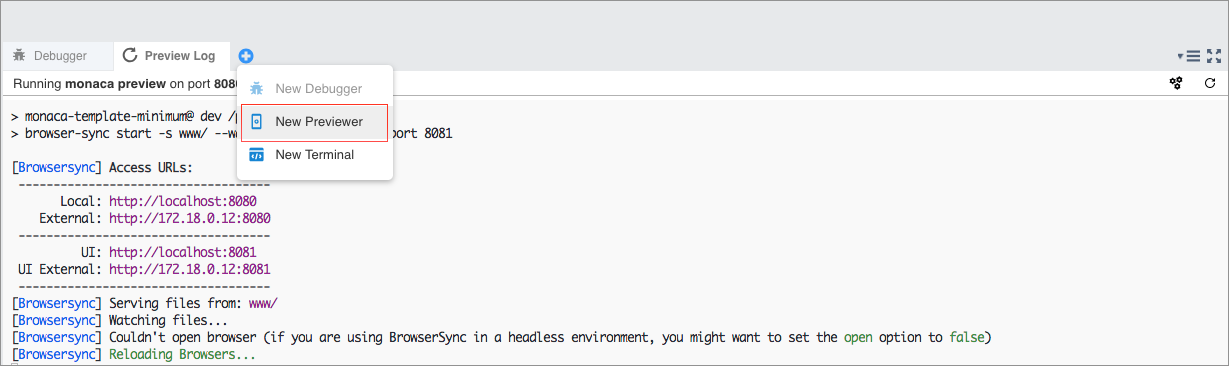 Debugger
Preview Log
Running monaca preview on port 8080
New Debugger
New Previewer
New Terminal
> monaca-template-minimum@ dev /
> browser-sync start -s www/ port 8081
[Browsersync] Access URLs:
------------------------------------
Local: http://localhost:8080
External: http://172.18.0.12:8080
------------------------------------
UI: http://localhost:8081
UI External: http://172.18.0.12:8081
------------------------------------
[Browsersync] Serving files from: www/
[Browsersync] Watching files...
[Browsersync] Couldn't open browser (if you are using BrowserSync in a headless environment, you might want to set the open option to false)
[Browsersync] Reloading Browsers...